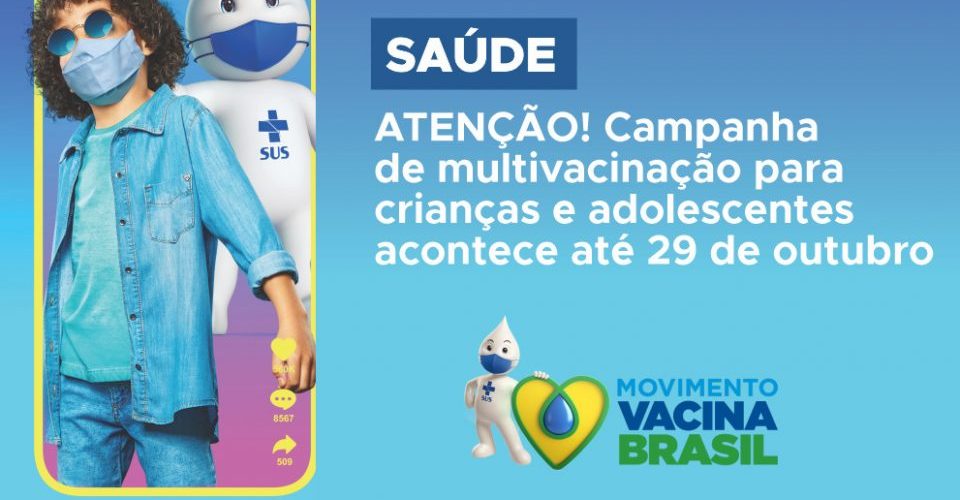 SAÚDE
ATENÇÃO! Campanha
de multivacinação para
crianças e adolescentes
acontece até 29 de outubro
SUS
560K
8567
509
SUS
MOVIMENTO
VACINA
BRASIL